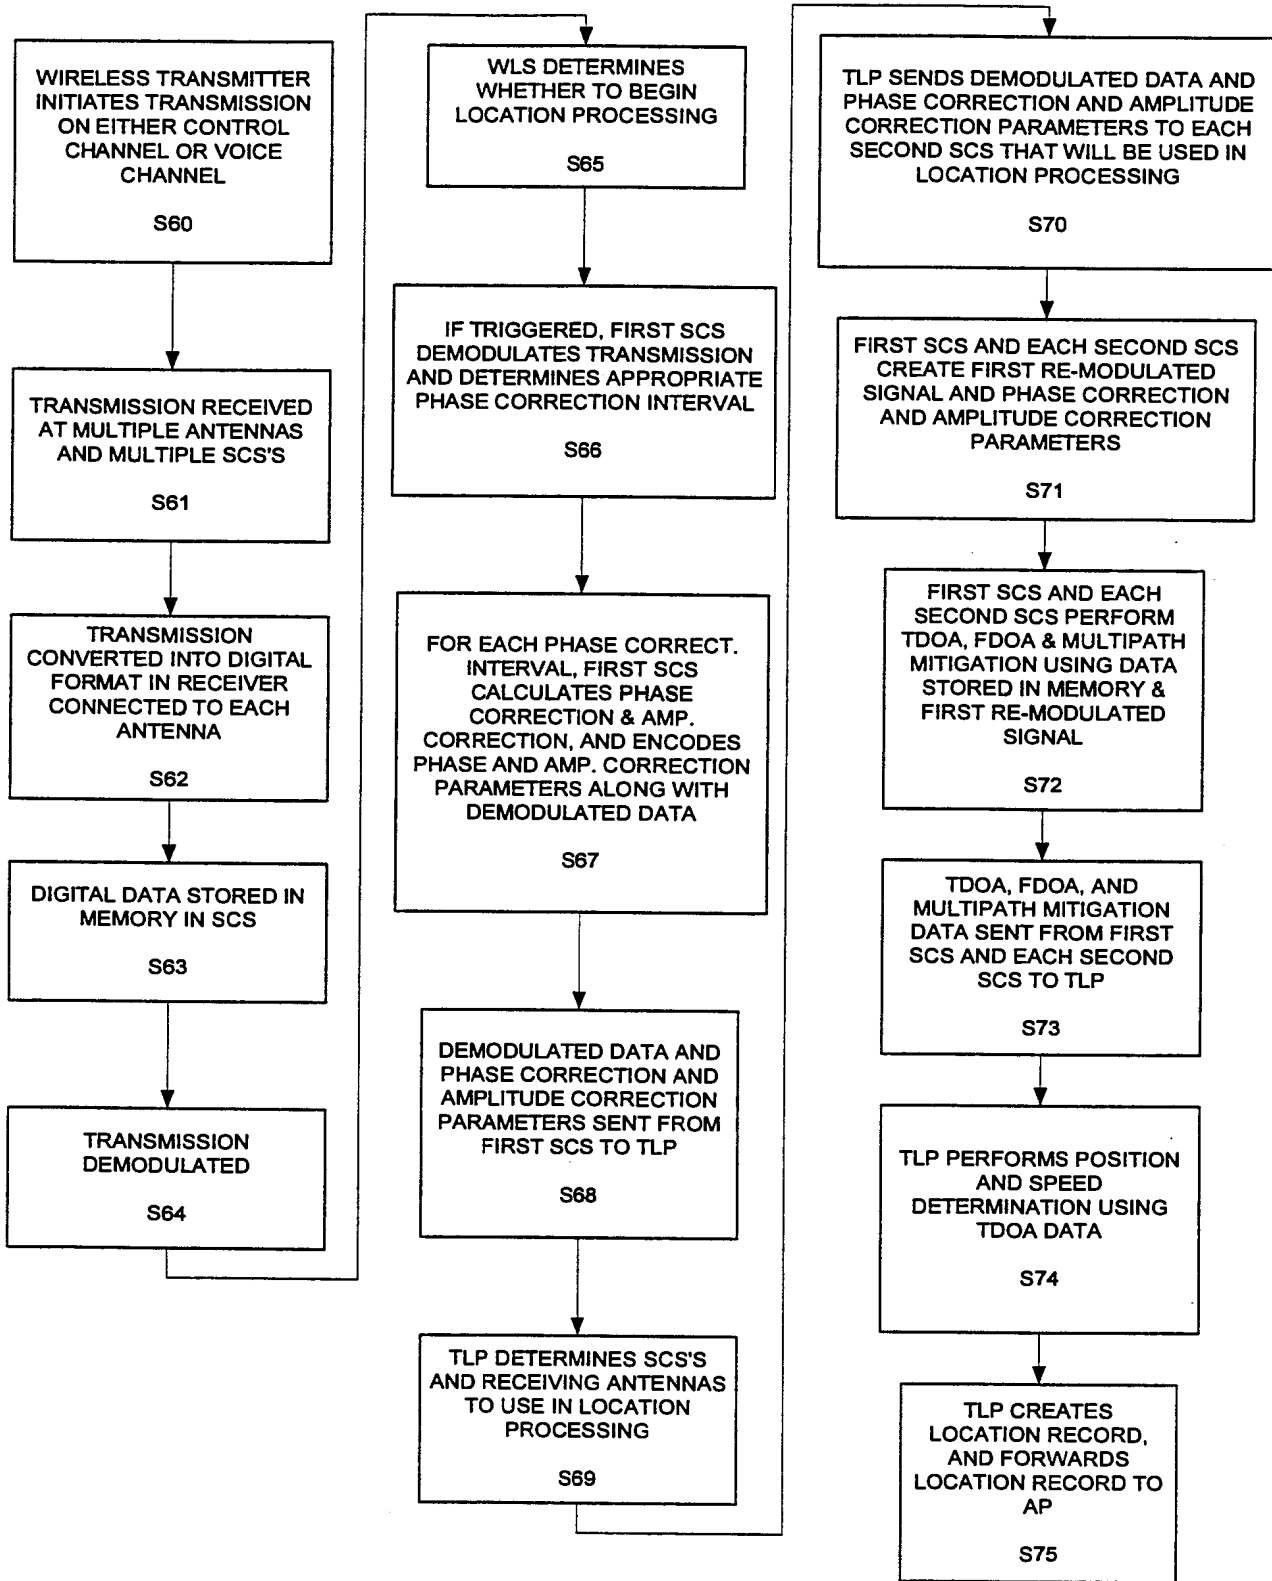 WIRELESS TRANSMITTER
INITIATES TRANSMISSION
ON EITHER CONTROL
CHANNEL OR VOICE
CHANNEL
S60
TRANSMISSION RECEIVED
AT MULTIPLE ANTENNAS
AND MULTIPLE SCS'S
S61
TRANSMISSION
CONVERTED INTO DIGITAL
FORMAT IN RECEIVER
CONNECTED TO EACH
ANTENNA
S62
DIGITAL DATA STORED IN
MEMORY IN SCS
S63
TRANSMISSION
DEMODULATED
S64
WLS DETERMINES
WHETHER TO BEGIN
LOCATION PROCESSING
S65
IF TRIGGERED, FIRST SCS
DEMODULATES TRANSMISSION
AND DETERMINES APPROPRIATE
PHASE CORRECTION INTERVAL
S66
FOR EACH PHASE CORRECT.
INTERVAL, FIRST SCS
CALCULATES PHASE
CORRECTION & AMP.
CORRECTION, AND ENCODES
PHASE AND AMP. CORRECTION
PARAMETERS ALONG WITH
DEMODULATED DATA
S67
DEMODULATED DATA AND
PHASE CORRECTION AND
AMPLITUDE CORRECTION
PARAMETERS SENT FROM
FIRST SCS TO TLP
S68
TLP DETERMINES SCS'S
AND RECEIVING ANTENNAS
TO USE IN LOCATION
PROCESSING
S69
TLP SENDS DEMODULATED DATA AND
PHASE CORRECTION AND AMPLITUDE
CORRECTION PARAMETERS TO EACH
SECOND SCS THAT WILL BE USED IN
LOCATION PROCESSING
S70
FIRST SCS AND EACH SECOND SCS
CREATE FIRST RE-MODULATED
SIGNAL AND PHASE CORRECTION
AND AMPLITUDE CORRECTION
PARAMETERS
S71
FIRST SCS AND EACH
SECOND SCS PERFORM
TDOA, FDOA & MULTIPATH
MITIGATION USING DATA
STORED IN MEMORY &
FIRST RE-MODULATED
SIGNAL
S72
TDOA, FDOA, AND
MULTIPATH MITIGATION
DATA SENT FROM FIRST
SCS AND EACH SECOND
SCS TO TLP
S73
TLP PERFORMS POSITION
AND SPEED
DETERMINATION USING
TDOA DATA
S74
TLP CREATES
LOCATION RECORD,
AND FORWARDS
LOCATION RECORD TO
AP
S75